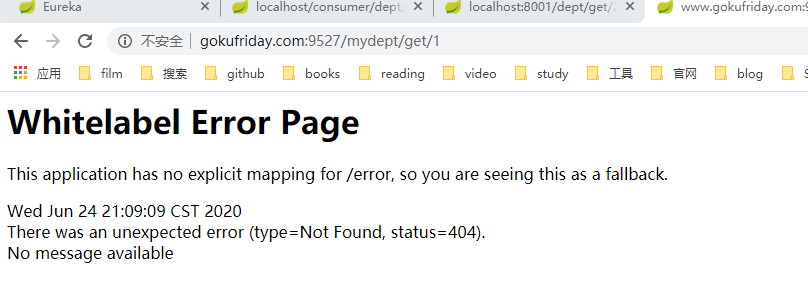 Eureka
localhost/consumer/dept/
localhost:8001/dept/get/
www.gokufriday.com:9
不安全 | gokufriday.com:9527/mydept/get/1
应用 film 搜索 github books reading video study 工具 官网 blog S
Whitelabel Error Page
This application has no explicit mapping for /error, so you are seeing this as a fallback.
Wed Jun 24 21:09:09 CST 2020
There was an unexpected error (type=Not Found, status=404).
No message available